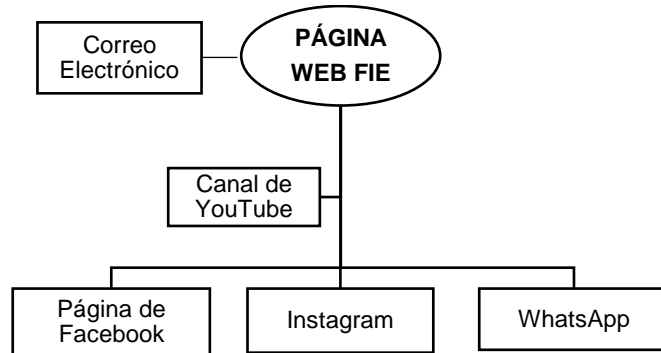 Correo
Electrónico
PÁGINA
WEB FIE
Canal de
YouTube
Página de
Facebook
Instagram
WhatsApp